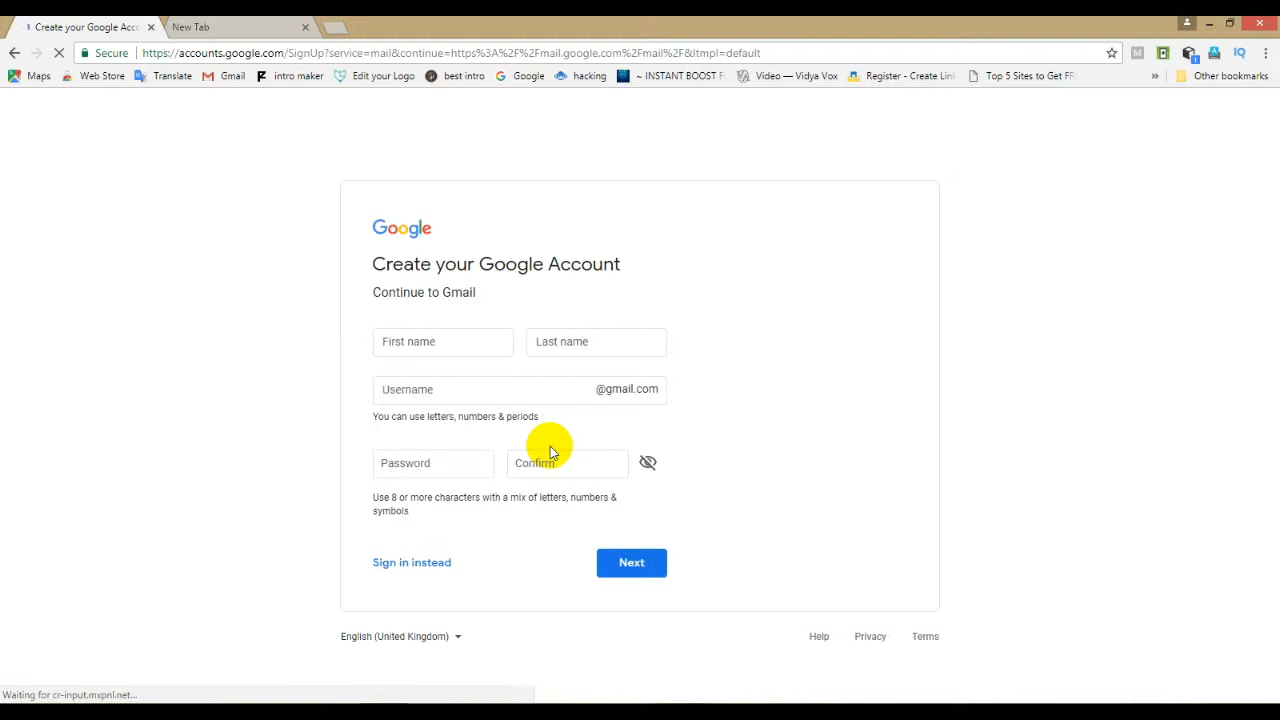 Create your Google Acc
New Tab
Secure
https://accounts.google.com/SignUp?service=mail&continue=https%3A%2F%2Fmail.google.com%2Fmail%2F&ltmpl=default
Maps
Web Store
Translate
Gmail
intro maker
Edit your Logo
best intro
Google
hacking
~ INSTANT BOOST F
Video — Vidya Vox
Register - Create Link
Top 5 Sites to Get FR
»
Other bookmarks
Google
Create your Google Account
Continue to Gmail
First name
Last name
Username
@gmail.com
You can use letters, numbers & periods
Password
Confirm
Use 8 or more characters with a mix of letters, numbers &
symbols
Sign in instead
Next
English (United Kingdom)
Help
Privacy
Terms
Waiting for cr-input.mxpnl.net...